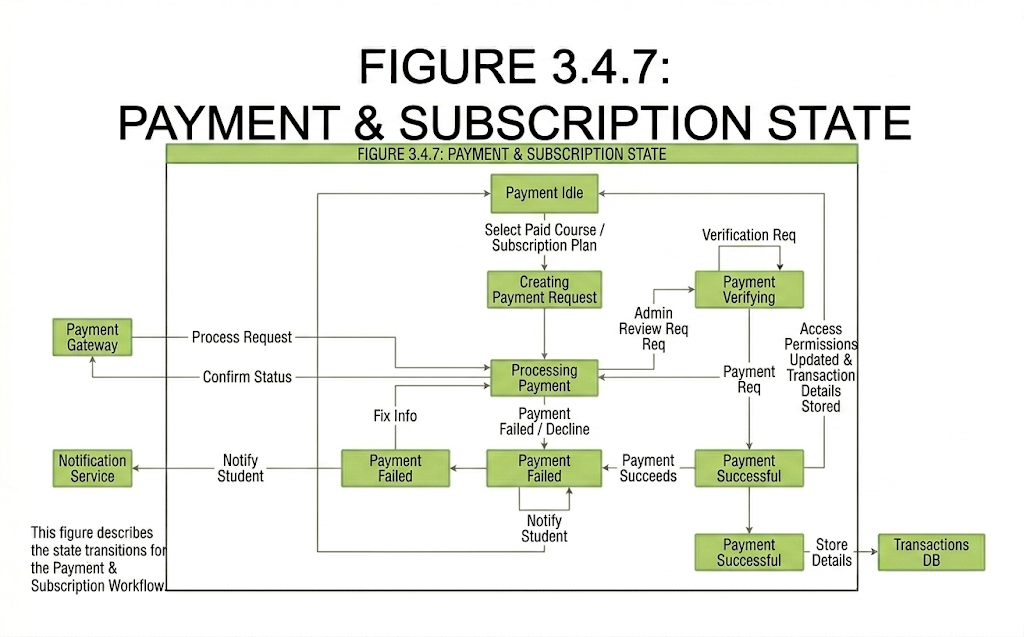 FIGURE 3.4.7:
PAYMENT & SUBSCRIPTION STATE
FIGURE 3.4.7: PAYMENT & SUBSCRIPTION STATE
Payment Idle
Select Paid Course /
Subscription Plan
Verification Req
Creating
Payment Request
Payment
Verifying
Admin
Review Req
Req
Access
Permissions
Updated &
Transaction
Details
Stored
Payment
Gateway
Process Request
Confirm Status
Processing
Payment
Payment
Req
Fix Info
Payment
Failed / Decline
Notification
Service
Notify
Student
Payment
Failed
Payment
Failed
Payment
Succeeds
Payment
Successful
Notify
Student
This figure describes
the state transitions for
the Payment &
Subscription Workflow.
Payment
Successful
Store
Details
Transactions
DB